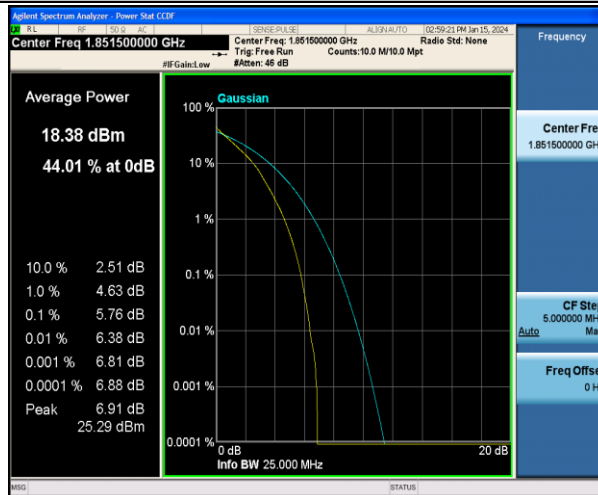 Agilent Spectrum Analyzer - Power Stat CCDF
RL RF 50 Ω AC SENSE:PULSE ALIGN AUTO 02:59:21 PM Jan 15, 2024
Center Freq 1.851500000 GHz
Center Freq: 1.851500000 GHz Radio Std: None
Trig: Free Run Counts:10.0 M/10.0 Mpt
#IFGain:Low #Atten: 46 dB
Frequency
Average Power
18.38 dBm
44.01 % at 0dB
10.0 % 2.51 dB
1.0 % 4.63 dB
0.1 % 5.76 dB
0.01 % 6.38 dB
0.001 % 6.81 dB
0.0001 % 6.88 dB
Peak 6.91 dB
25.29 dBm
Gaussian
100 %
10 %
1 %
0.1 %
0.01 %
0.001 %
0.0001 %
0 dB 20 dB
Info BW 25.000 MHz
Center Fre
1.851500000 GH
CF Ste
5.000000 MH
Auto Ma
Freq Offse
0 H
MSG STATUS